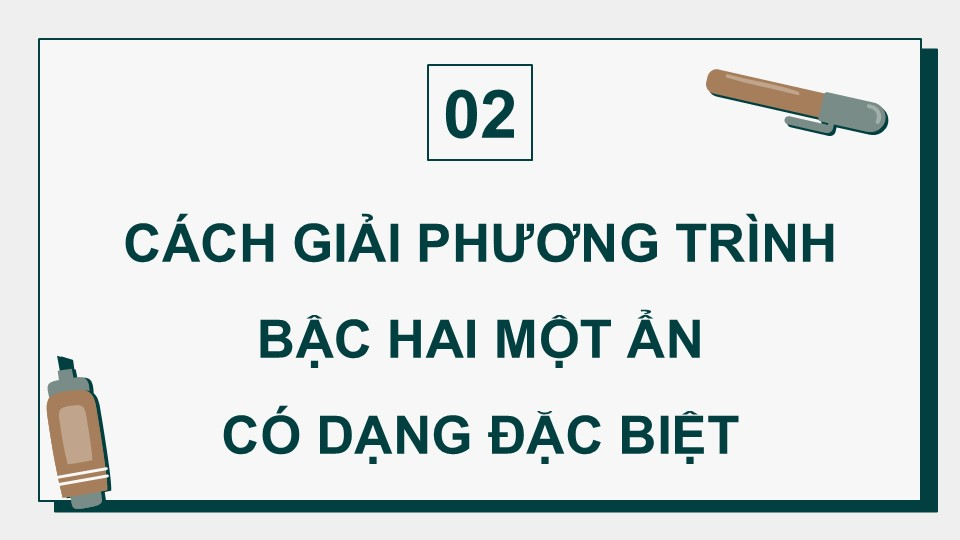 02
CÁCH GIẢI PHƯƠNG TRÌNH
BẬC HAI MỘT ẨN
CÓ DẠNG ĐẶC BIỆT